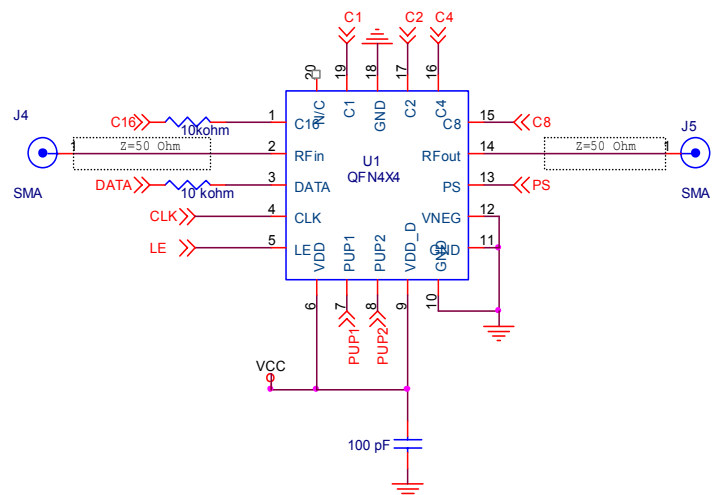 C1 C2 C4
20 19 18 17 16
N/C C1 GND C2 C4
J4 J5
C16 10kohm 1 C16 C8 15 C8
1 Z=50 Ohm 2 RFin RFout 14 Z=50 Ohm 1
U1
QFN4X4
SMA DATA 10 kohm 3 DATA PS 13 PS SMA
CLK 4 CLK VNEG 12
LE 5 LE GND 11
VDD PUP1 PUP2 VDD_D GND
6 7 8 9 10
PUP1 PUP2
VCC
100 pF